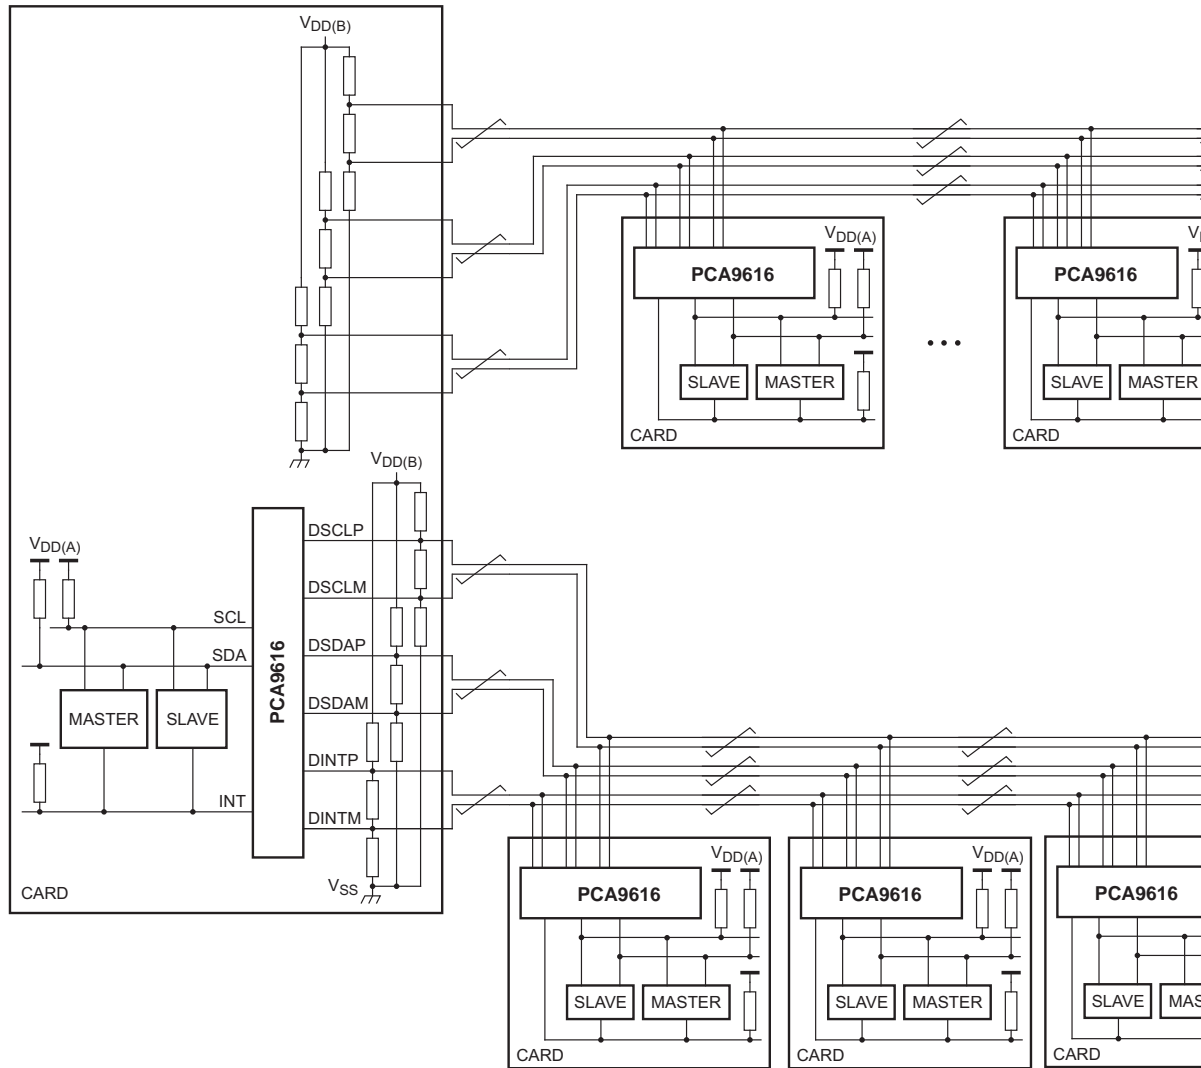 VDD(B)
VDD(A)
PCA9616
SLAVE
MASTER
CARD
PCA9616
SLAVE
MASTER
CARD
•••
VDD(B)
VDD(A)
SCL
SDA
INT
MASTER
SLAVE
PCA9616
DSCLP
DSCLM
DSDAP
DSDAM
DINTP
DINTM
VSS
CARD
VDD(A)
PCA9616
SLAVE
MASTER
CARD
VDD(A)
PCA9616
SLAVE
MASTER
CARD
PCA9616
SLAVE
CARD